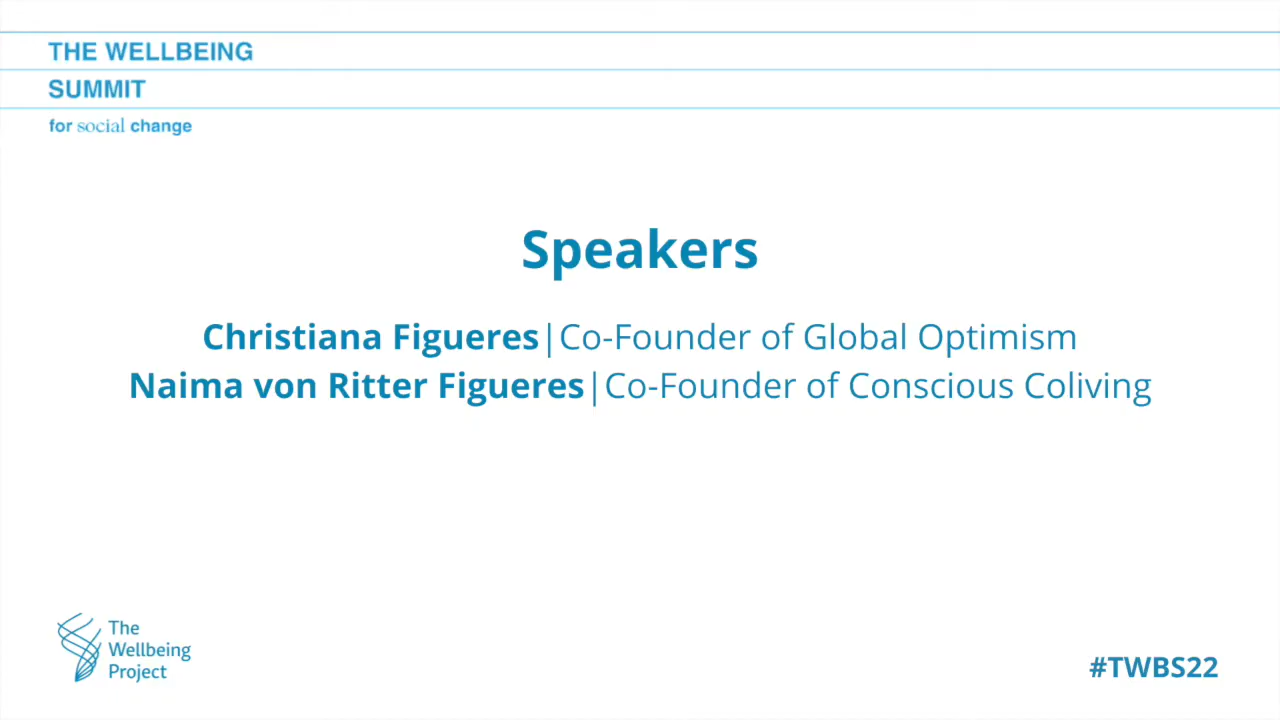 THE WELLBEING
SUMMIT
for social change
Speakers
Christiana Figueres|Co-Founder of Global Optimism
Naima von Ritter Figueres|Co-Founder of Conscious Coliving
The
Wellbeing
Project
#TWBS22